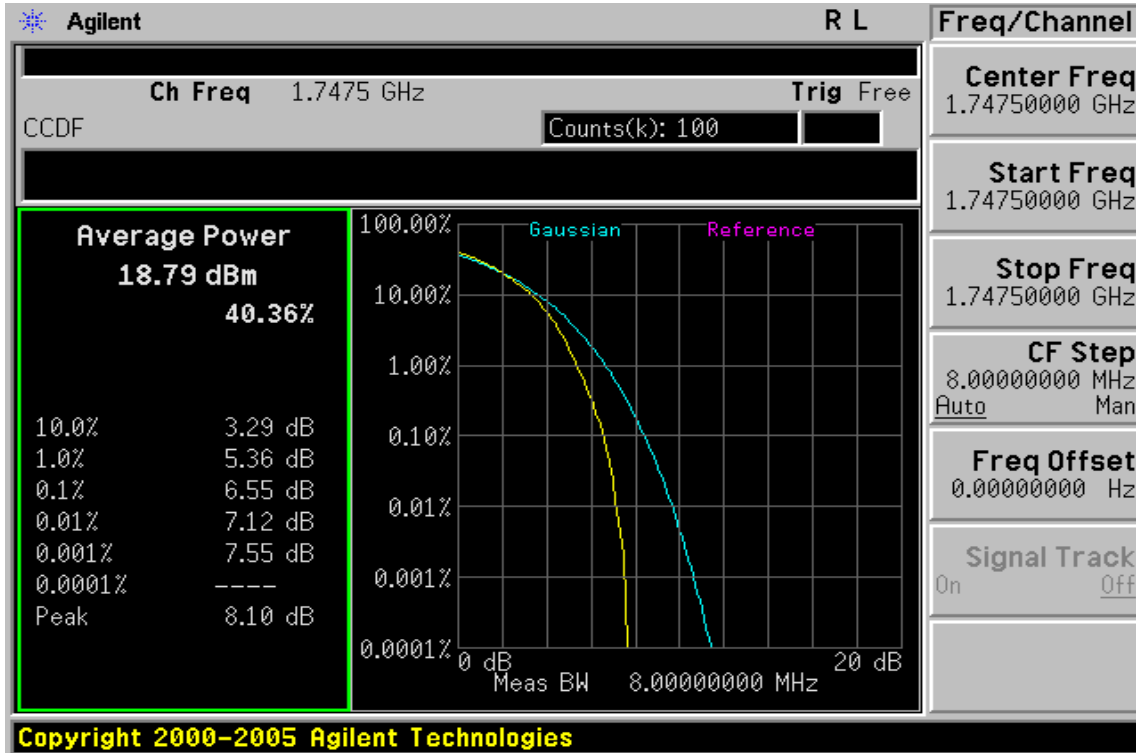 Agilent R L
Freq/Channel
Ch Freq 1.7475 GHz Trig Free
CCDF Counts(k): 100
Average Power
18.79 dBm
40.36%
10.0% 3.29 dB
1.0% 5.36 dB
0.1% 6.55 dB
0.01% 7.12 dB
0.001% 7.55 dB
0.0001% ----
Peak 8.10 dB
Gaussian Reference
100.00%
10.00%
1.00%
0.10%
0.01%
0.001%
0.0001%
0 dB 20 dB
Meas BW 8.00000000 MHz
Center Freq
1.74750000 GHz
Start Freq
1.74750000 GHz
Stop Freq
1.74750000 GHz
CF Step
8.00000000 MHz
Auto Man
Freq Offset
0.00000000 Hz
Signal Track
On Off
Copyright 2000-2005 Agilent Technologies